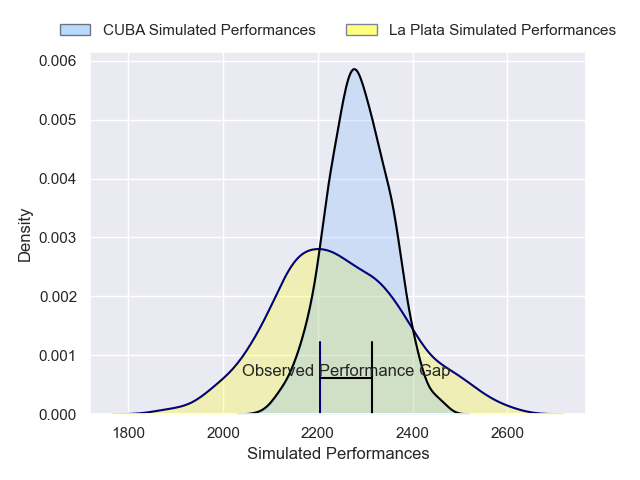 CUBA Simulated Performances La Plata Simulated Performances
0.006
0.005
0.004
0.003
0.002
0.001
0.000
Density
Observed Performance Gap
1800 2000 2200 2400 2600
Simulated Performances